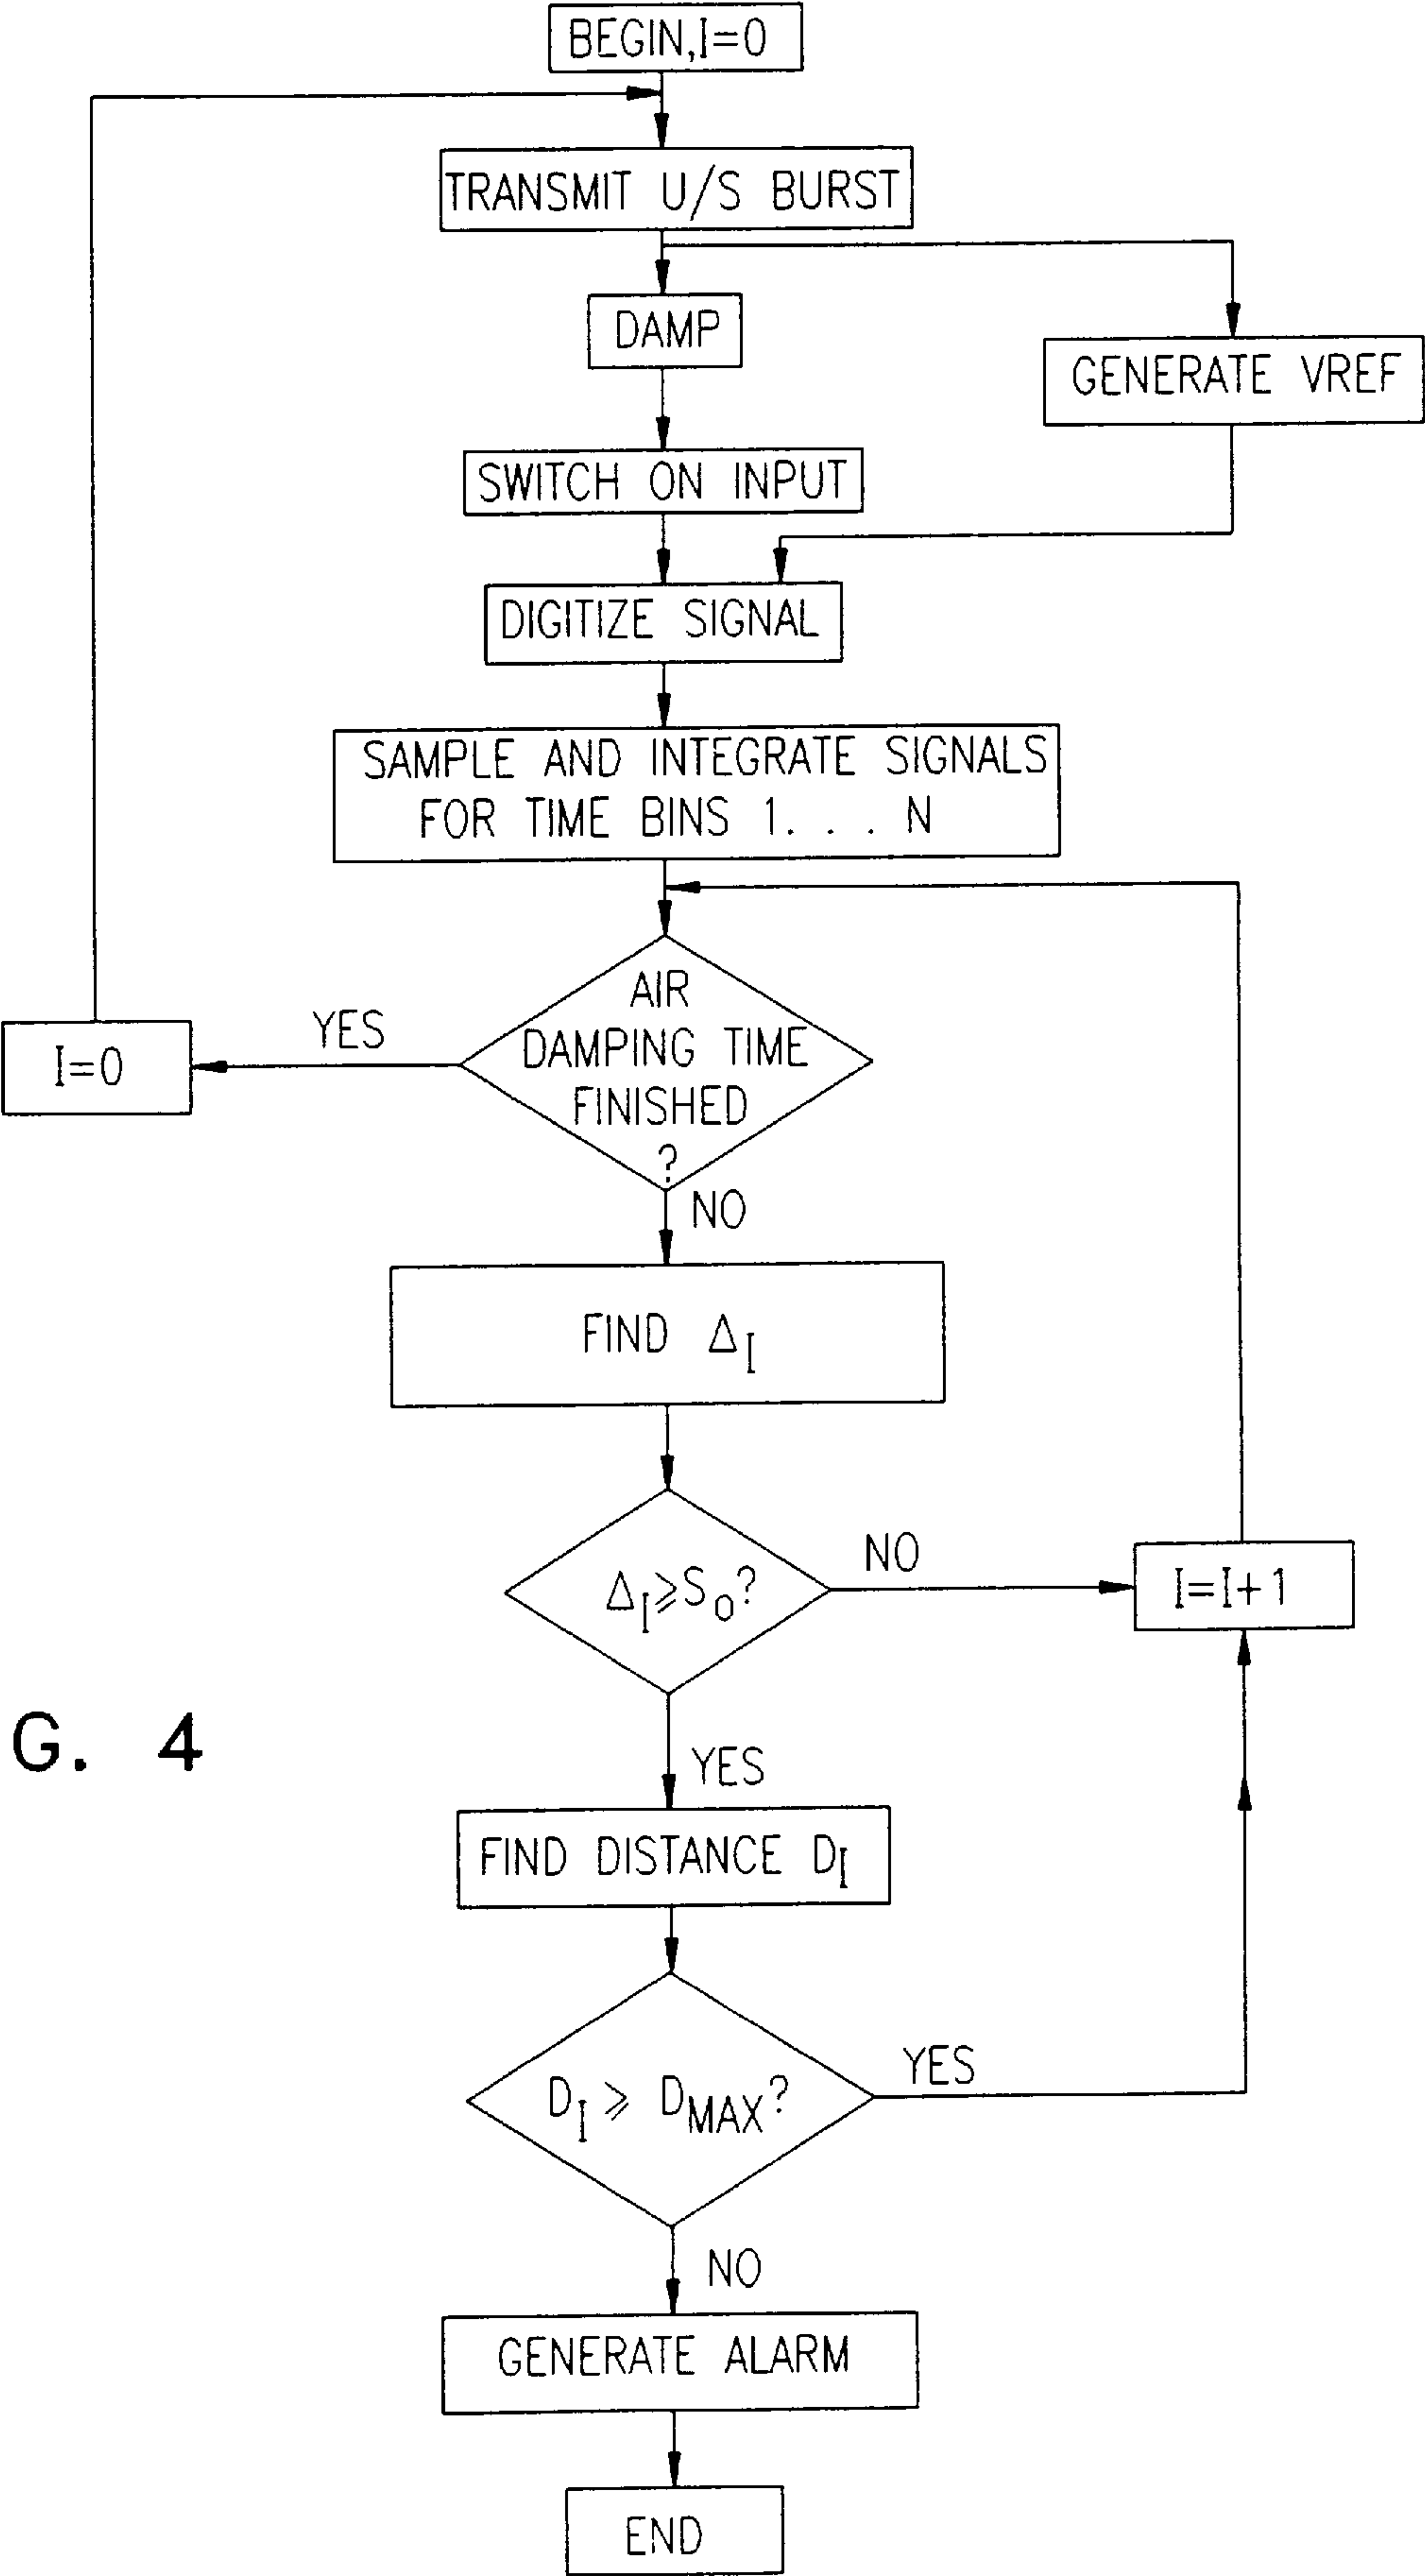 BEGIN,I=0
TRANSMIT U/S BURST
DAMP
GENERATE VREF
SWITCH ON INPUT
DIGITIZE SIGNAL
SAMPLE AND INTEGRATE SIGNALS
FOR TIME BINS 1. . . N
AIR
DAMPING TIME
FINISHED
?
YES
I=0
NO
FIND Δ_I
Δ_I⩾S_0?
NO
I=I+1
YES
FIND DISTANCE D_I
D_I ⩾ D_MAX?
YES
NO
GENERATE ALARM
END
G. 4